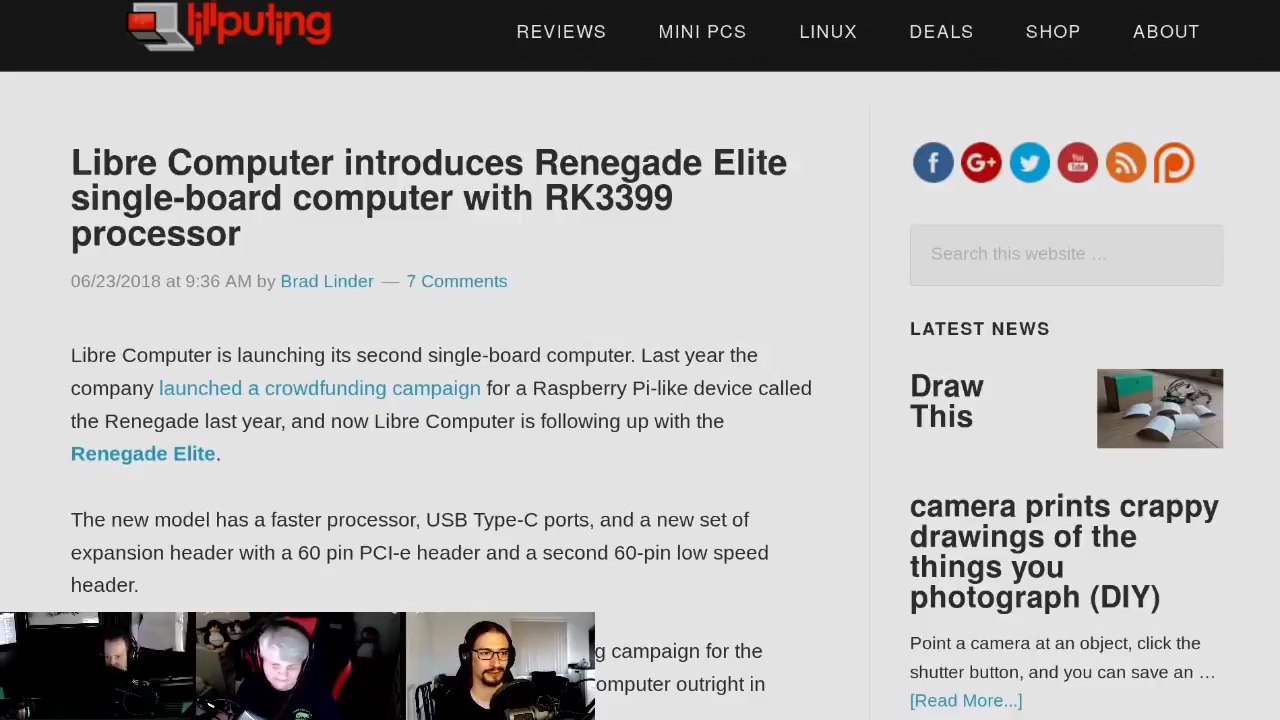 lilliputing
REVIEWS
MINI PCS
LINUX
DEALS
SHOP
ABOUT
Libre Computer introduces Renegade Elite
single-board computer with RK3399
processor
06/23/2018 at 9:36 AM by Brad Linder — 7 Comments
Libre Computer is launching its second single-board computer. Last year the
company launched a crowdfunding campaign for a Raspberry Pi-like device called
the Renegade last year, and now Libre Computer is following up with the
Renegade Elite.
The new model has a faster processor, USB Type-C ports, and a new set of
expansion header with a 60 pin PCI-e header and a second 60-pin low speed
header.
g campaign for the
omputer outright in
You Tube
Search this website …
LATEST NEWS
Draw
This
camera prints crappy
drawings of the
things you
photograph (DIY)
Point a camera at an object, click the
shutter button, and you can save an …
[Read More...]